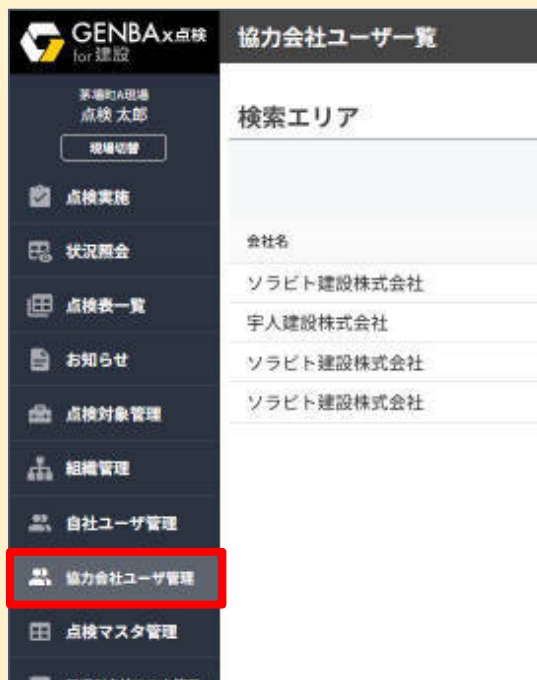 GENBAx点検
for 建設
茅場町A現場
点検 太郎
現場切替
点検実施
状況照会
点検表一覧
お知らせ
点検対象管理
組織管理
自社ユーザ管理
協力会社ユーザ管理
点検マスタ管理
協力会社ユーザ一覧
検索エリア
会社名
ソラビト建設株式会社
宇人建設株式会社
ソラビト建設株式会社
ソラビト建設株式会社